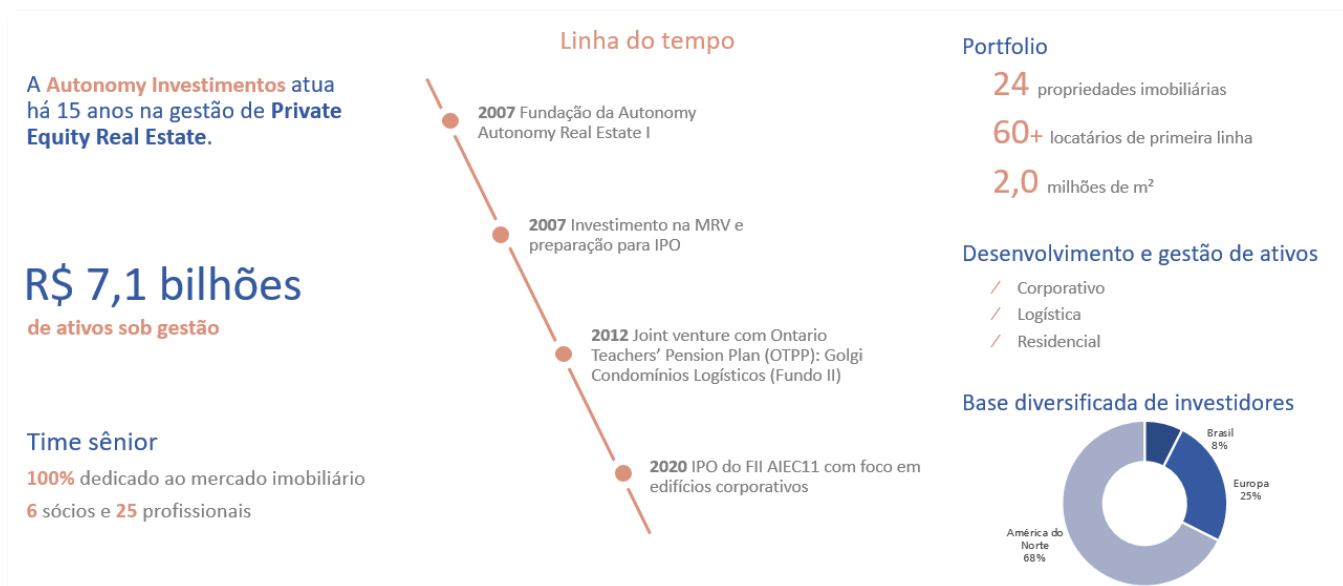 A Autonomy Investimentos atua
há 15 anos na gestão de Private
Equity Real Estate.
R$ 7,1 bilhões
de ativos sob gestão
Time sênior
100% dedicado ao mercado imobiliário
6 sócios e 25 profissionais
Linha do tempo
2007 Fundação da Autonomy
Autonomy Real Estate I
2007 Investimento na MRV e
preparação para IPO
2012 Joint venture com Ontario
Teachers’ Pension Plan (OTPP): Golgi
Condomínios Logísticos (Fundo II)
2020 IPO do FII AIEC11 com foco em
edifícios corporativos
Portfolio
24 propriedades imobiliárias
60+ locatários de primeira linha
2,0 milhões de m²
Desenvolvimento e gestão de ativos
/ Corporativo
/ Logística
/ Residencial
Base diversificada de investidores
Brasil
8%
Europa
25%
América do
Norte
68%